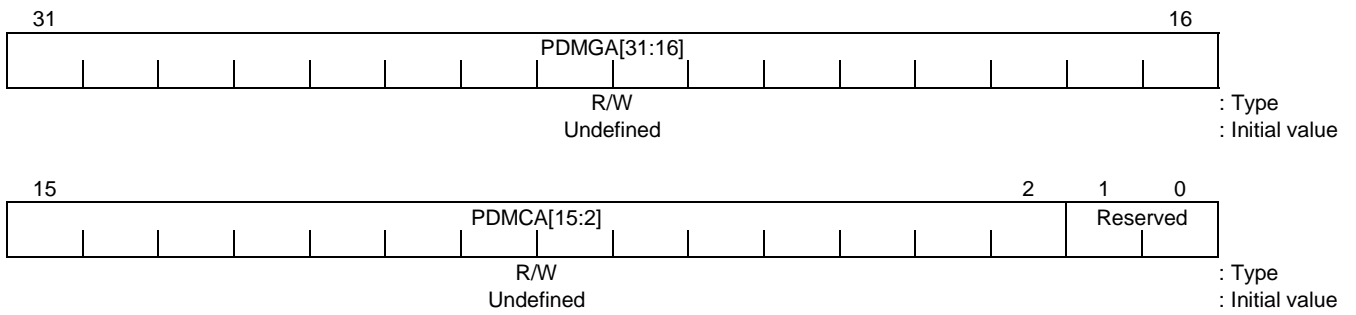 31 16
PDMGA[31:16]
R/W : Type
Undefined : Initial value
15 2 1 0
PDMCA[15:2] Reserved
R/W : Type
Undefined : Initial value